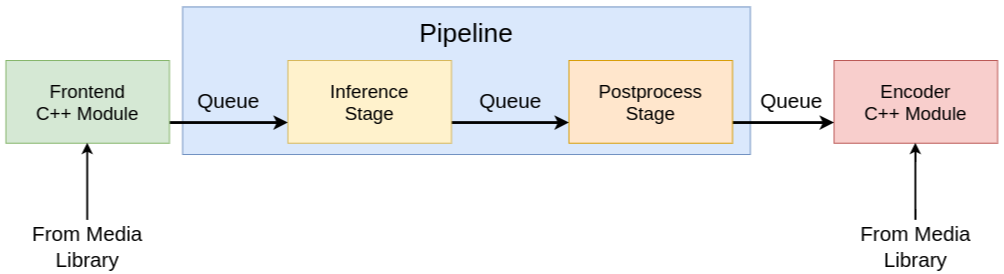 Pipeline
Frontend
C++ Module
Queue
Inference
Stage
Queue
Postprocess
Stage
Queue
Encoder
C++ Module
From Media
Library
From Media
Library